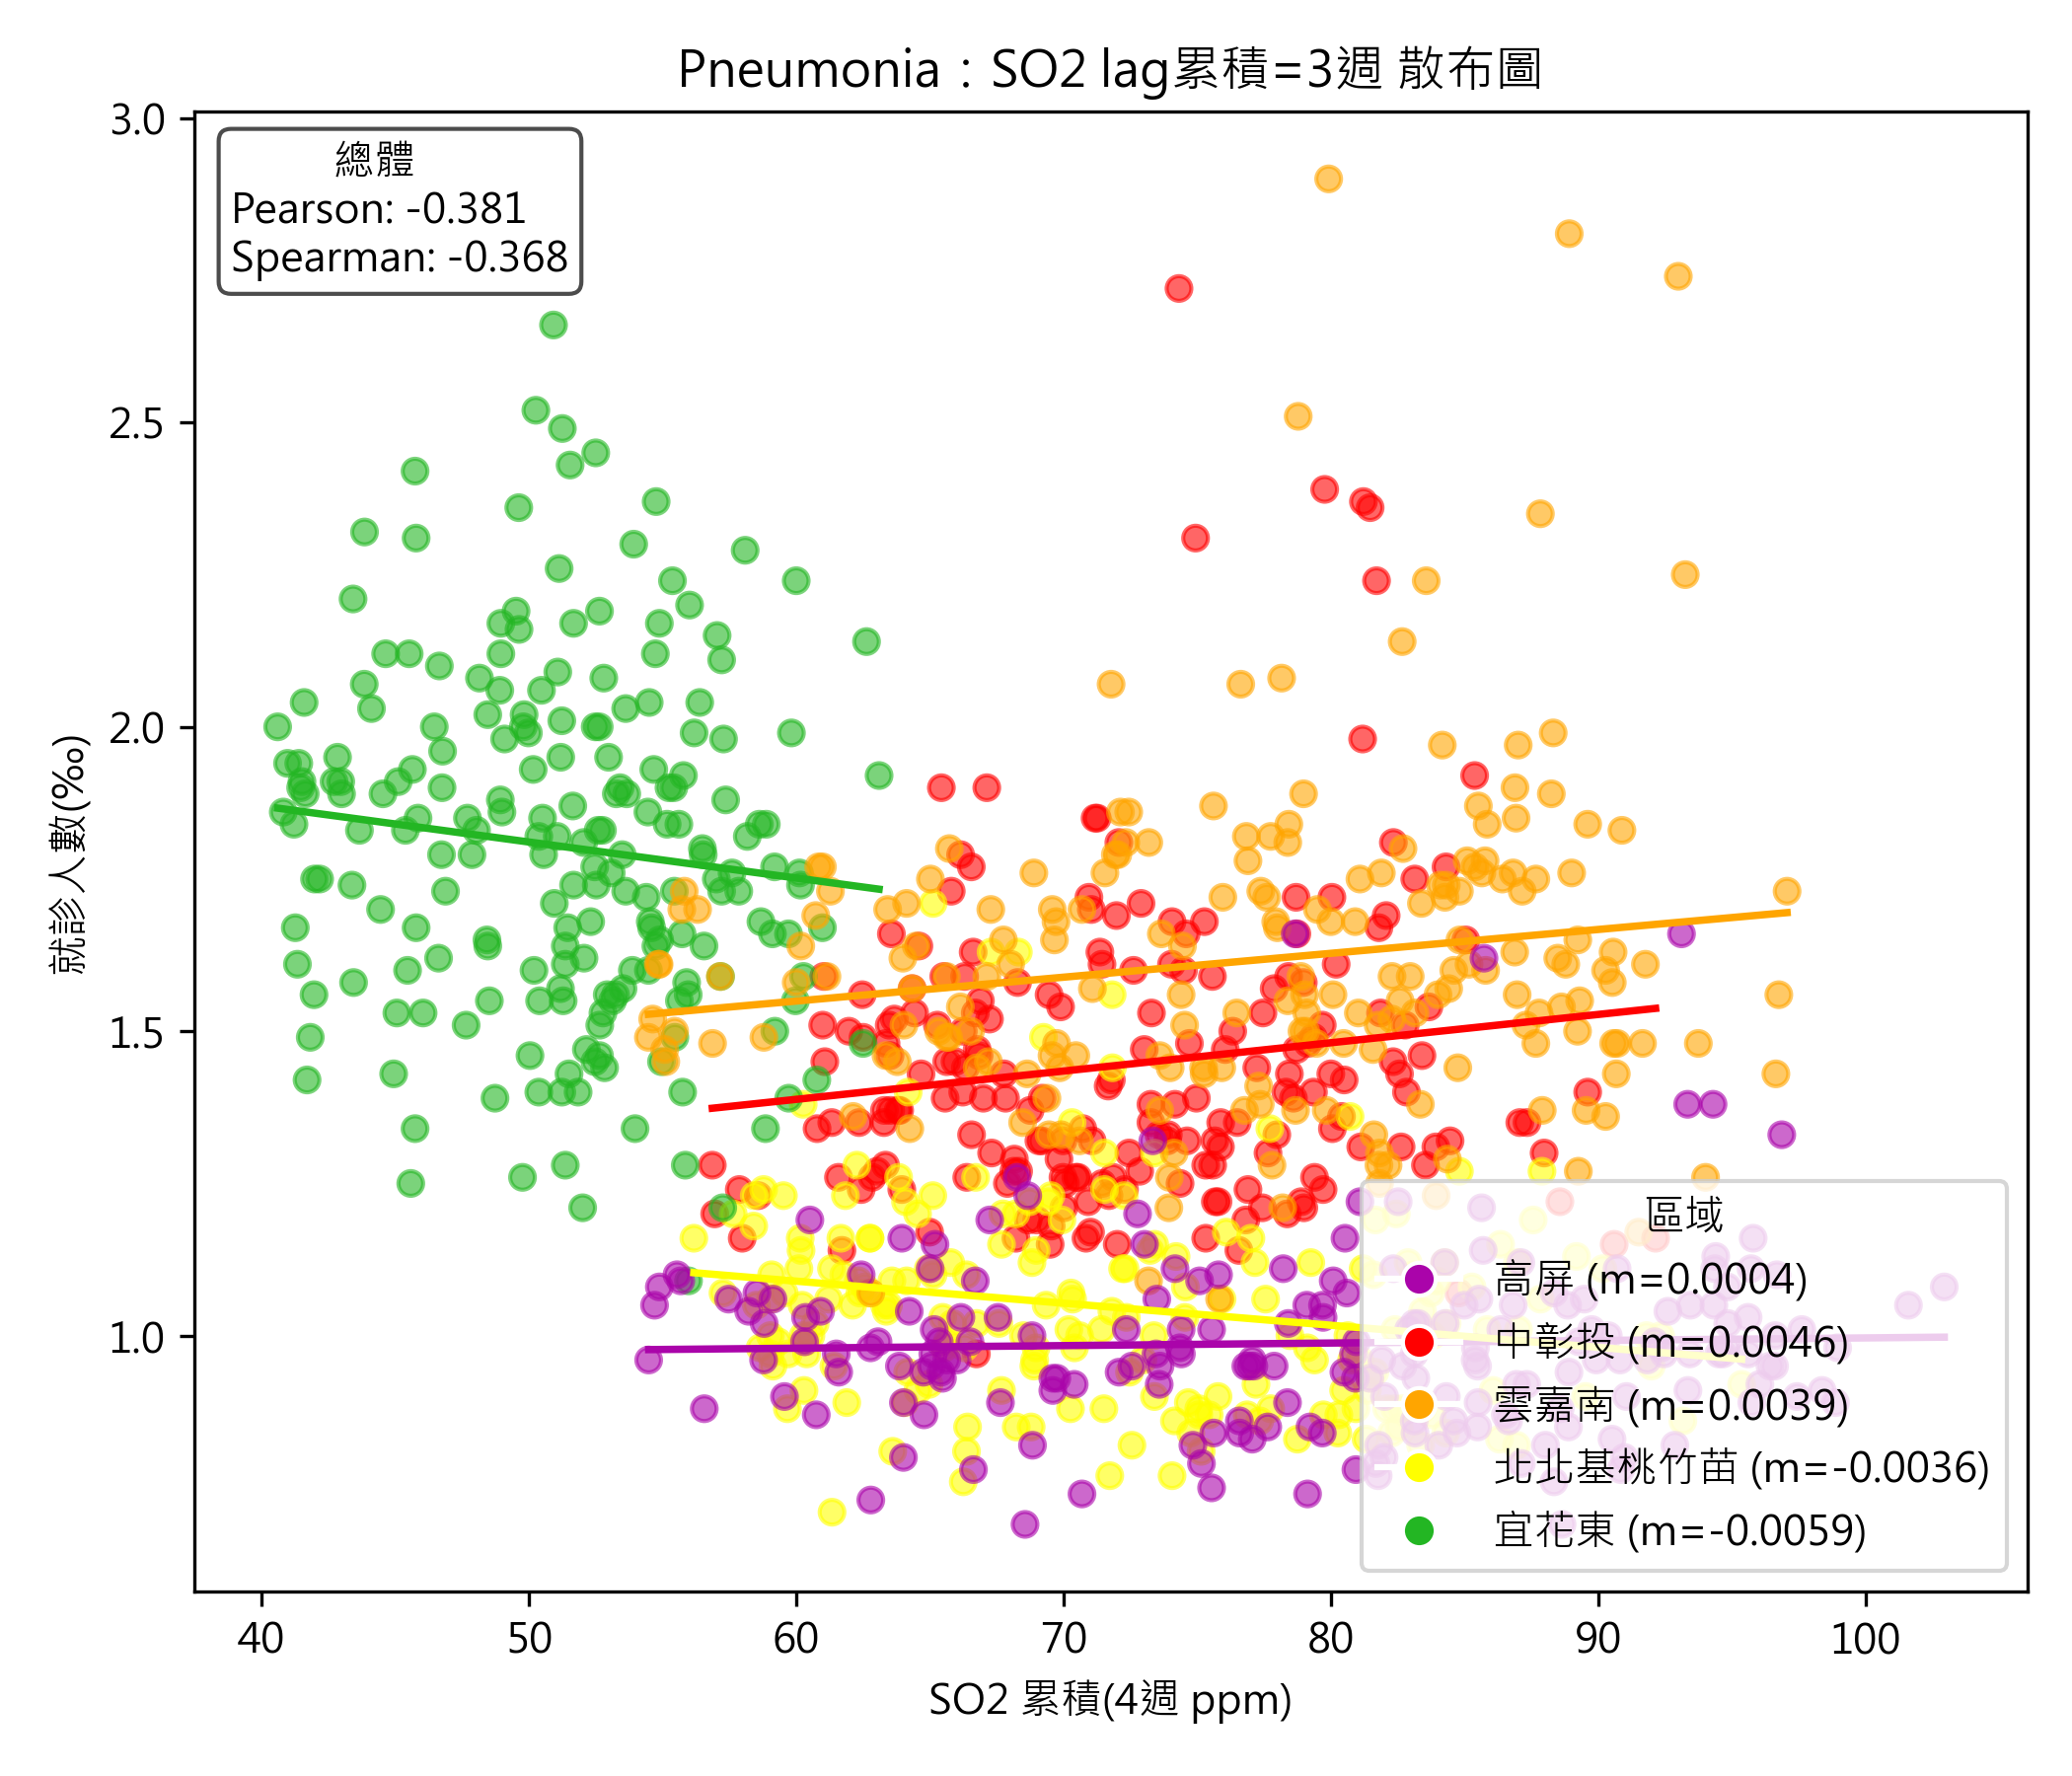 Pneumonia：SO2 lag累積=3週 散布圖
總體
Pearson: -0.381
Spearman: -0.368
就診人數(‰)
3.0
2.5
2.0
1.5
1.0
40 50 60 70 80 90 100
SO2 累積(4週 ppm)
區域
高屏 (m=0.0004)
中彰投 (m=0.0046)
雲嘉南 (m=0.0039)
北北基桃竹苗 (m=-0.0036)
宜花東 (m=-0.0059)